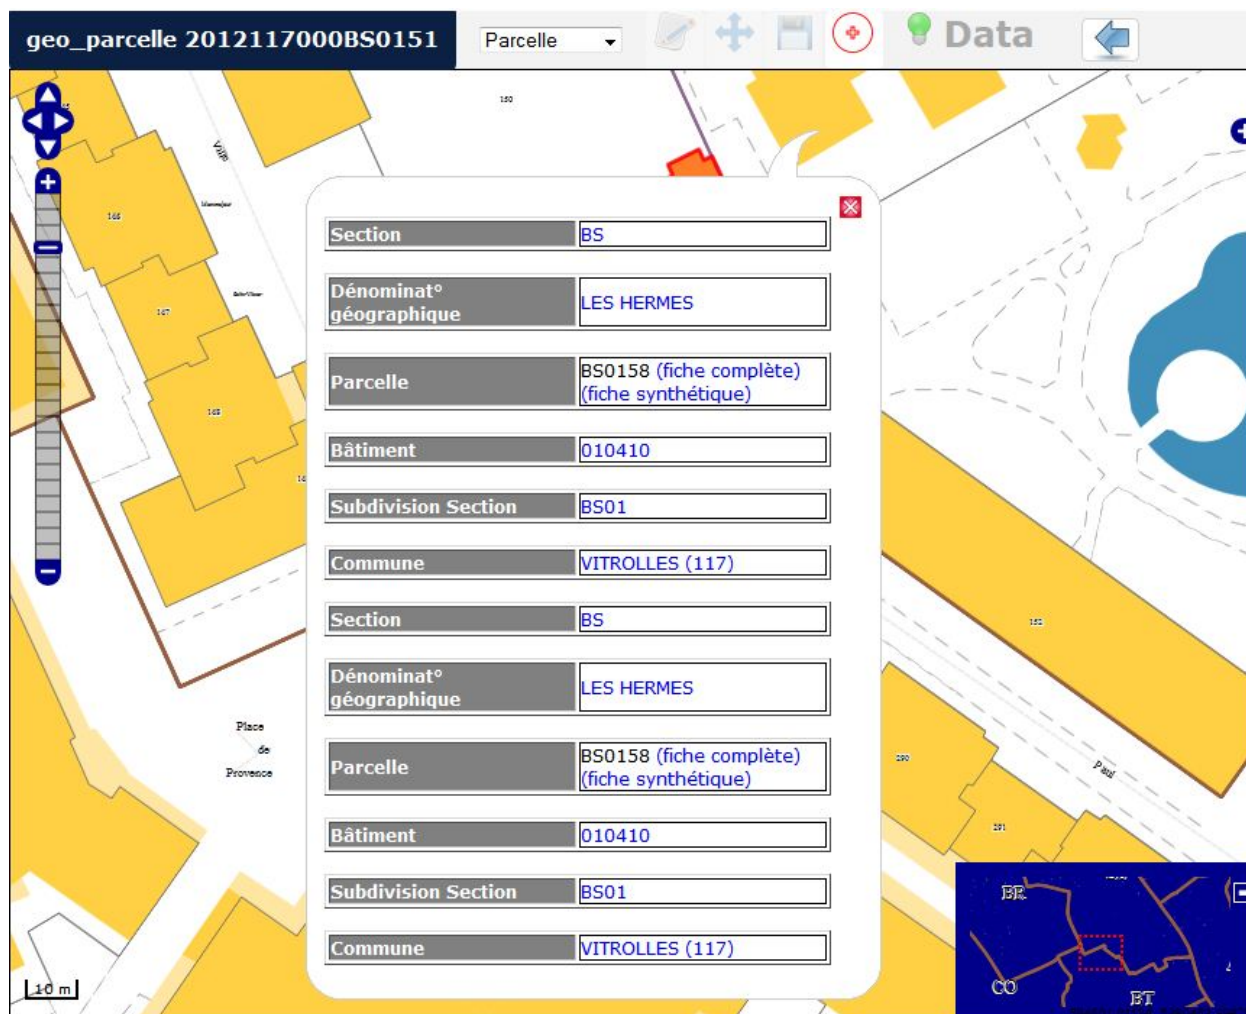 geo_parcelle 2012117000BS0151
Parcelle
Data
150
Ville
166
167
168
Section BS
Dénominat°
géographique
LES HERMES
Parcelle
BS0158 (fiche complète)
(fiche synthétique)
Bâtiment 010410
Subdivision Section BS01
Commune VITROLLES (117)
Section BS
Dénominat°
géographique
LES HERMES
Parcelle
BS0158 (fiche complète)
(fiche synthétique)
Bâtiment 010410
Subdivision Section BS01
Commune VITROLLES (117)
Place
de
Provence
152
290
Paul
291
10 m
BR
CO
BT